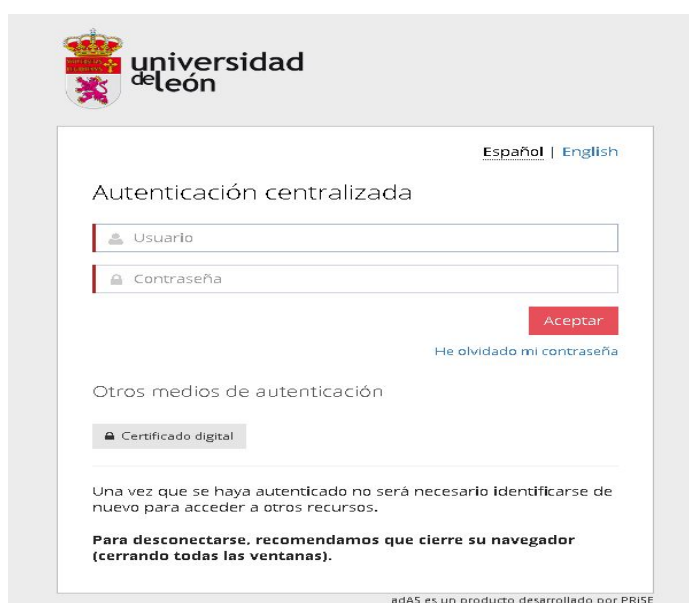 universidad
deleón
Español | English
Autenticación centralizada
Usuario
Contraseña
Aceptar
He olvidado mi contraseña
Otros medios de autenticación
Certificado digital
Una vez que se haya autenticado no será necesario identificarse de
nuevo para acceder a otros recursos.
Para desconectarse, recomendamos que cierre su navegador
(cerrando todas las ventanas).
adAS es un producto desarrollado por PRiSE